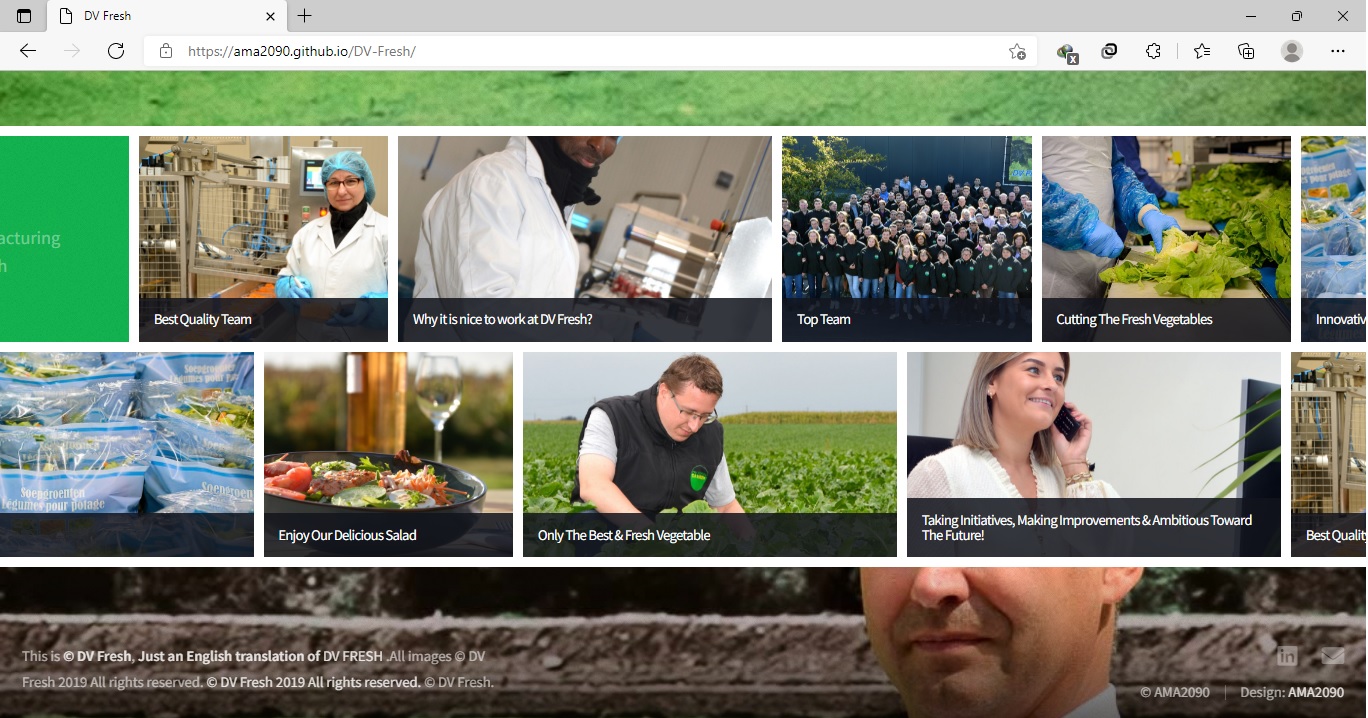 DV Fresh
https://ama2090.github.io/DV-Fresh/
x
acturing
h
Best Quality Team
Why it is nice to work at DV Fresh?
Top Team
Cutting The Fresh Vegetables
Innovativ
Soepgroenten
Légumes pour potage
Soepgroen
Enjoy Our Delicious Salad
Only The Best & Fresh Vegetable
Taking Initiatives, Making Improvements & Ambitious Toward
The Future!
Best Quality
This is © DV Fresh, Just an English translation of DV FRESH .All images © DV
Fresh 2019 All rights reserved. © DV Fresh 2019 All rights reserved. © DV Fresh.
in
© AMA2090
Design: AMA2090